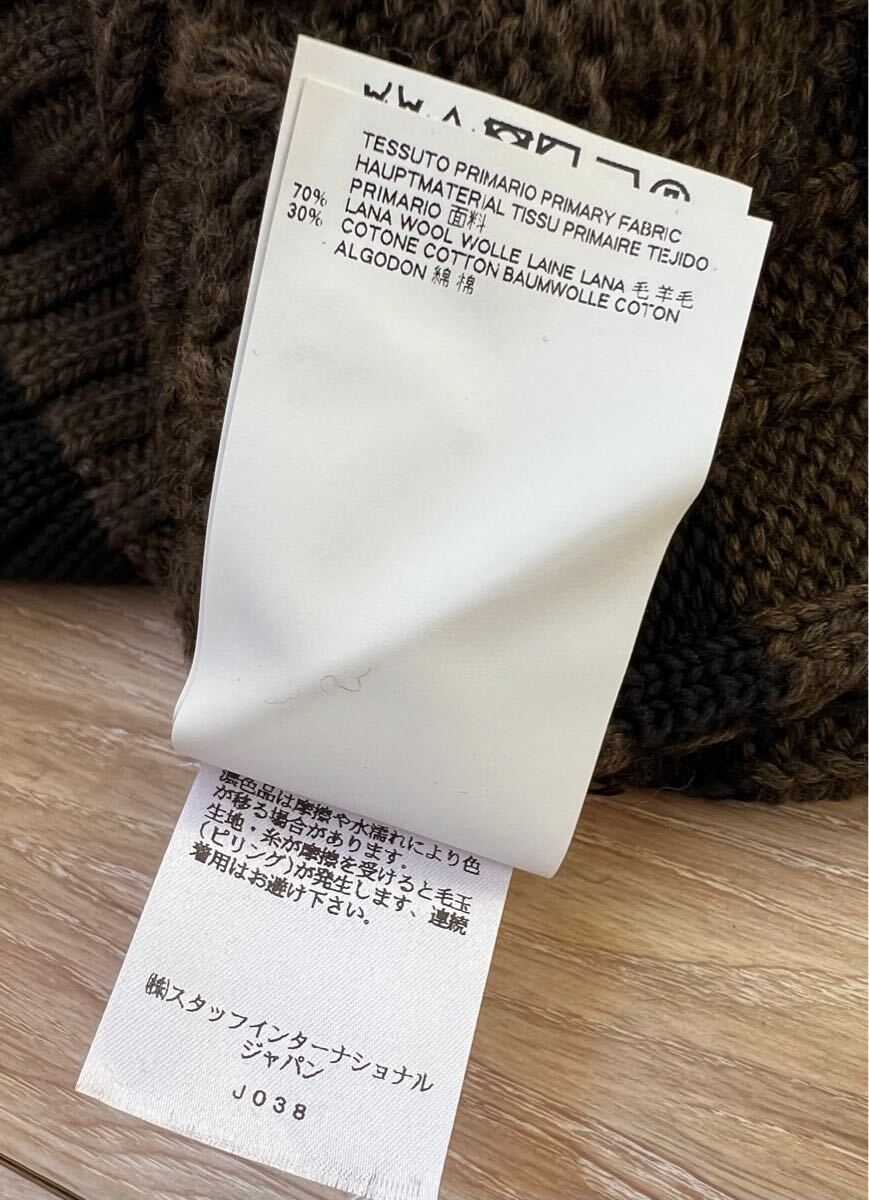 TESSUTO PRIMARIO PRIMARY FABRIC
HAUPTMATERIAL TISSU PRIMAIRE TEJIDO
PRIMARIO 面料
70% LANA WOOL WOLLE LAINE LANA 毛 羊毛
30% COTONE COTTON BAUMWOLLE COTON
ALGODON 綿 棉
濃色品は摩擦や水濡れにより色
が移る場合があります。
生地・糸が摩擦を受けると毛玉
(ピリング)が発生します、連続
着用はお避け下さい。
㈱スタッフインターナショナル
ジャパン
J038